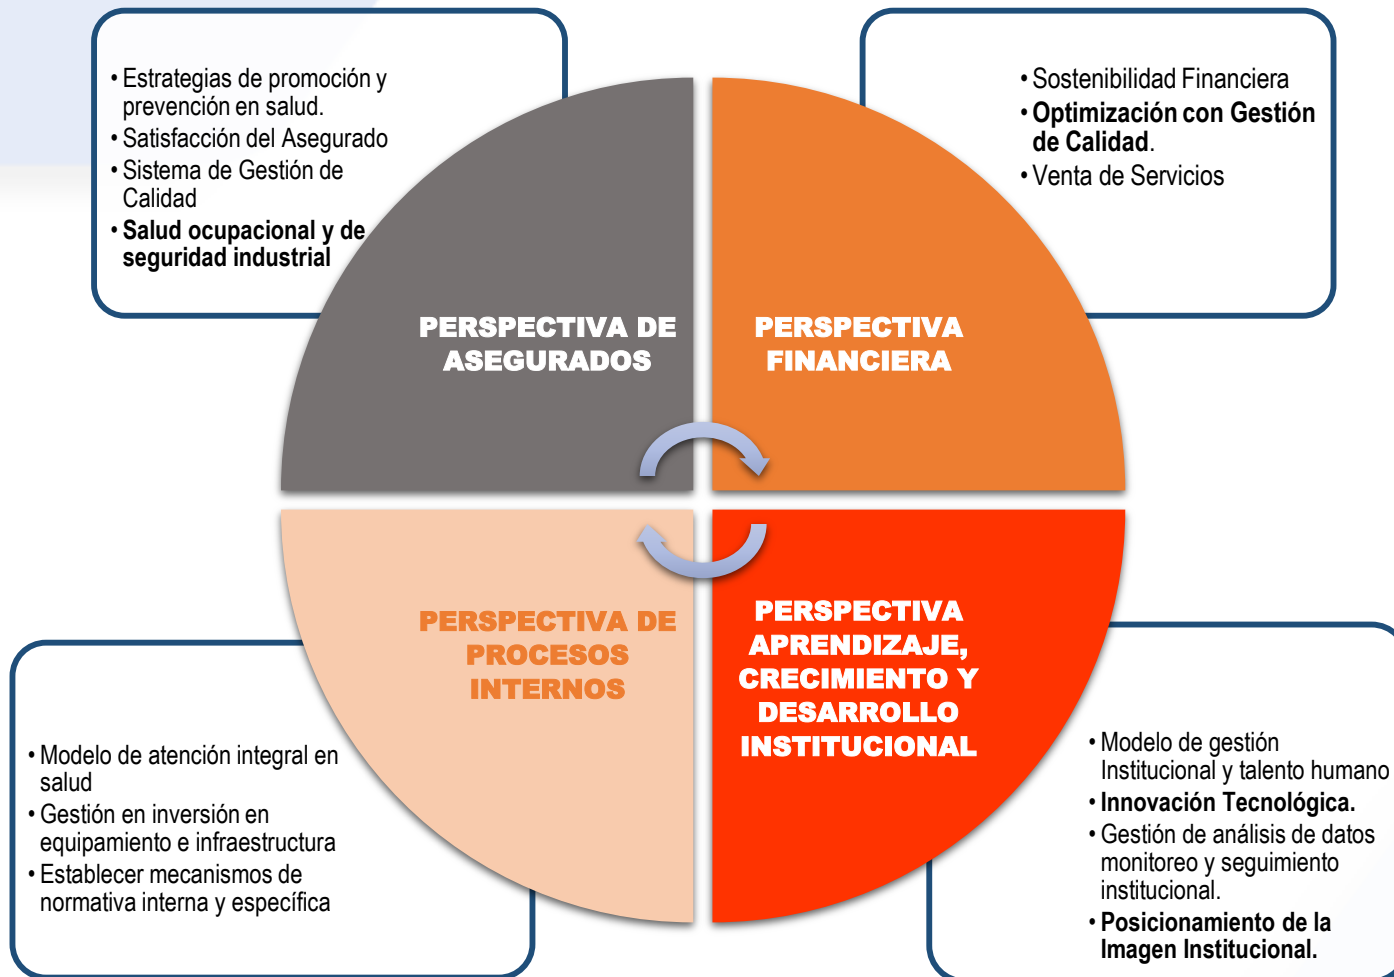 • Estrategias de promoción y
prevención en salud.
• Satisfacción del Asegurado
• Sistema de Gestión de
Calidad
• Salud ocupacional y de
seguridad industrial
• Sostenibilidad Financiera
• Optimización con Gestión
de Calidad.
• Venta de Servicios
PERSPECTIVA DE
ASEGURADOS
PERSPECTIVA
FINANCIERA
PERSPECTIVA DE
PROCESOS
INTERNOS
PERSPECTIVA
APRENDIZAJE,
CRECIMIENTO Y
DESARROLLO
INSTITUCIONAL
• Modelo de atención integral en
salud
• Gestión en inversión en
equipamiento e infraestructura
• Establecer mecanismos de
normativa interna y específica
• Modelo de gestión
Institucional y talento humano
• Innovación Tecnológica.
• Gestión de análisis de datos
monitoreo y seguimiento
institucional.
• Posicionamiento de la
Imagen Institucional.